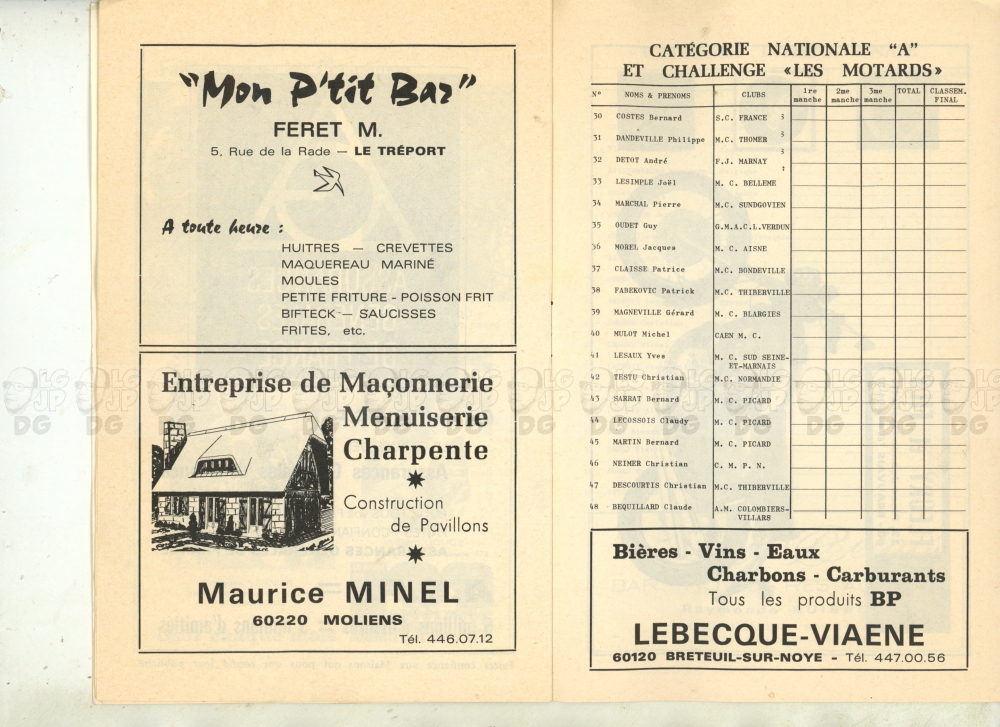 "Mon P'tit Bar"
FERET M.
5, Rue de la Rade — LE TRÉPORT
A toute heure :
HUITRES — CREVETTES
MAQUEREAU MARINÉ
MOULES
PETITE FRITURE - POISSON FRIT
BIFTECK — SAUCISSES
FRITES, etc.
Entreprise de Maçonnerie
Menuiserie
Charpente
Construction
de Pavillons
Maurice MINEL
60220 MOLIENS
Tél. 446.07.12
CATÉGORIE NATIONALE "A"
ET CHALLENGE «LES MOTARDS»
N° NOMS & PRENOMS CLUBS 1re manche 2me manche 3me manche TOTAL CLASSEM. FINAL
30 COSTES Bernard S.C. FRANCE
31 DANDEVILLE Philippe M.C. THOMER
32 DETOT André F.J. MARNAY
33 LESIMPLE Joël M. C. BELLEME
34 MARCHAL Pierre M.C. SUNDGOVIEN
35 OUDET Guy G.M.A.C.L.VERDUN
36 MOREL Jacques M. C. AISNE
37 CLAISSE Patrice M.C. BONDEVILLE
38 FABEKOVIC Patrick M.C. THIBERVILLE
39 MAGNEVILLE Gérard M. C. BLARGIES
40 MULOT Michel CAEN M. C.
41 LESAUX Yves M. C. SUD SEINE-
ET-MARNAIS
42 TESTU Christian M.C. NORMANDIE
43 SARRAT Bernard M. C. PICARD
44 LECOSSOIS Claudy M. C. PICARD
45 MARTIN Bernard M. C. PICARD
46 NEIMER Christian C. M. P. N.
47 DESCOURTIS Christian M.C. THIBERVILLE
48 BEQUILLARD Claude A.M. COLOMBIERS-
VILLARS
Bières - Vins - Eaux
Charbons - Carburants
Tous les produits BP
LEBECQUE-VIAENE
60120 BRETEUIL-SUR-NOYE - Tél. 447.00.56